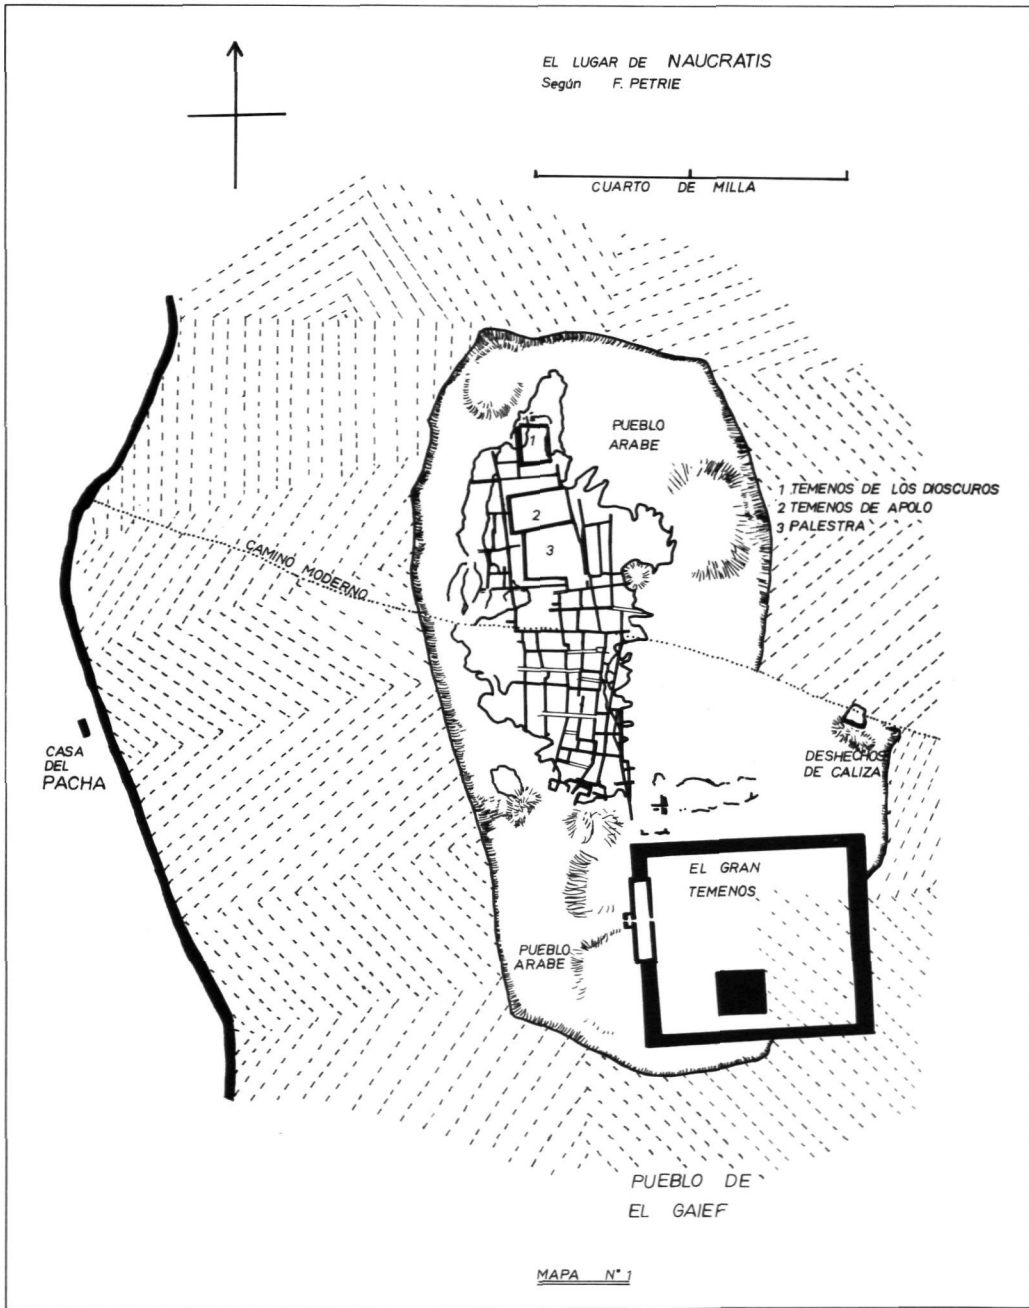 EL LUGAR DE NAUCRATIS
Según F. PETRIE
CUARTO DE MILLA
PUEBLO
ARABE
1
2
3
1 TEMENOS DE LOS DIOSCUROS
2 TEMENOS DE APOLO
3 PALESTRA
CAMINO MODERNO
CASA
DEL
PACHA
DESHECHOS
DE CALIZA
EL GRAN
TEMENOS
PUEBLO
ARABE
PUEBLO DE
EL GAIEF
MAPA N° 1